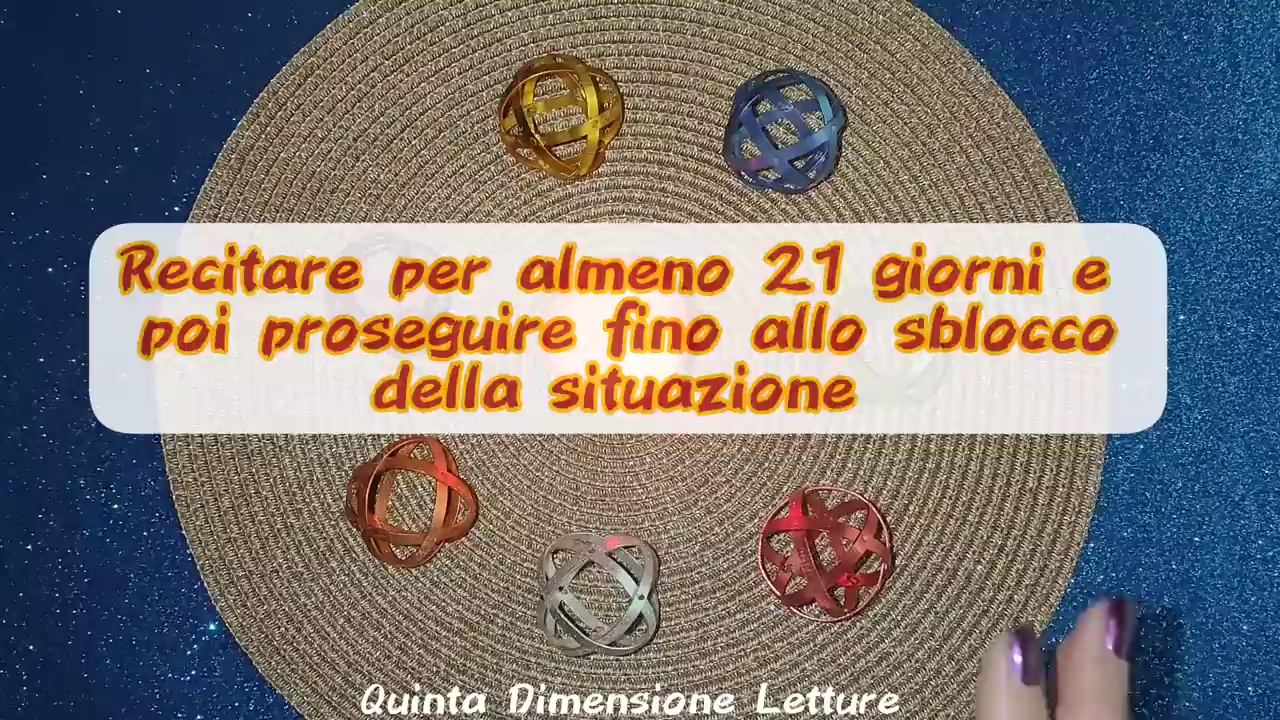 Recitare per almeno 21 giorni e
poi proseguire fino allo sblocco
della situazione
Quinta Dimensione Letture